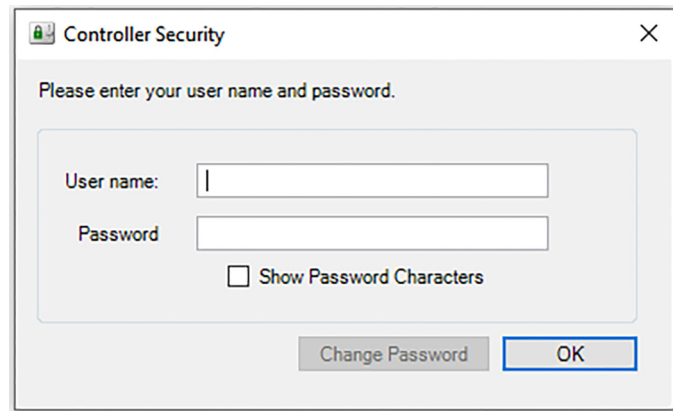 Controller Security
Please enter your user name and password.
User name:
Password
Show Password Characters
Change Password OK